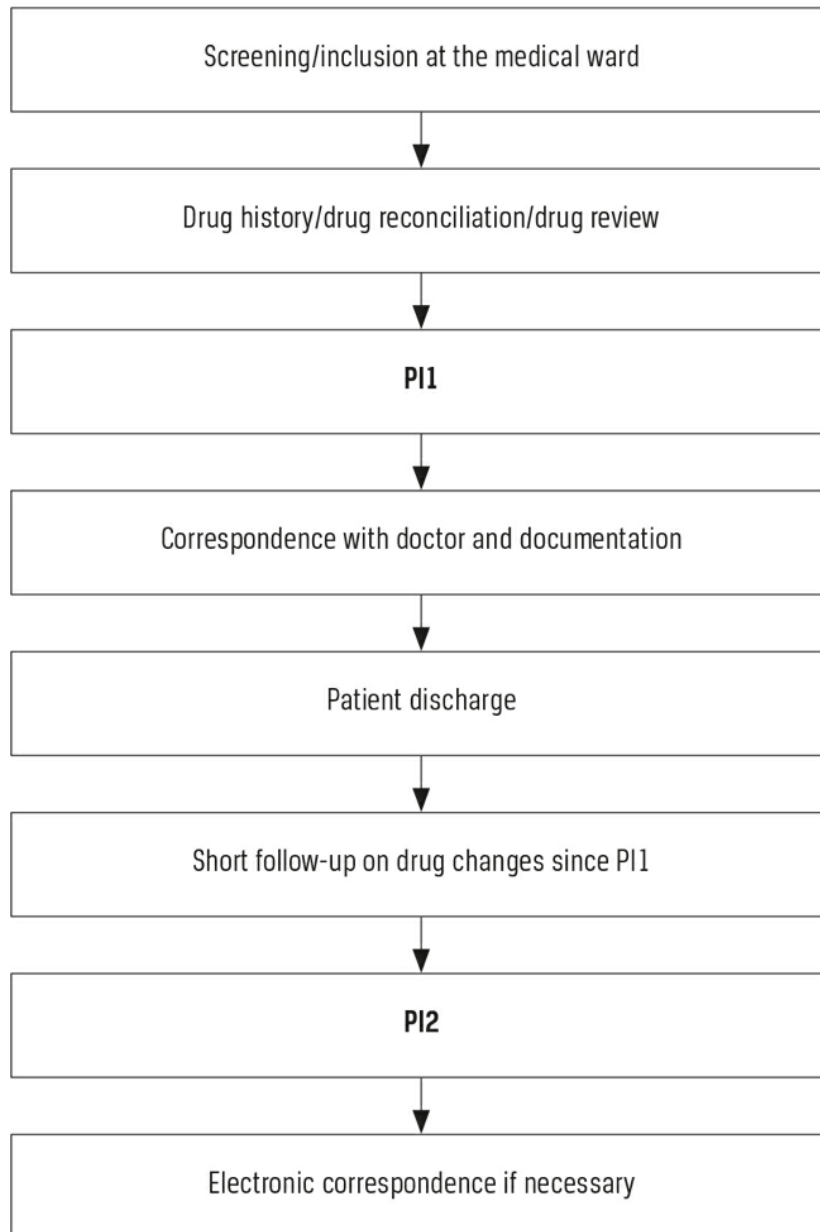 Screening/inclusion at the medical ward
Drug history/drug reconciliation/drug review
PI1
Correspondence with doctor and documentation
Patient discharge
Short follow-up on drug changes since PI1
PI2
Electronic correspondence if necessary